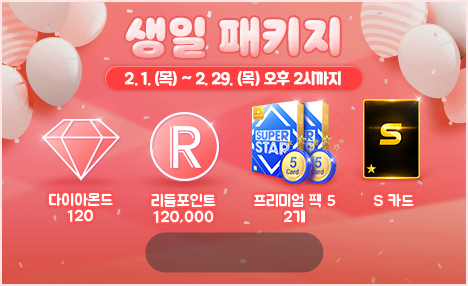 생일 패키지
2. 1. (목) ~ 2. 29. (목) 오후 2시까지
R
SUPER
STAR
5
Card
5
Card
S
다이아몬드
120
리듬포인트
120,000
프리미엄 팩 5
2개
S 카드